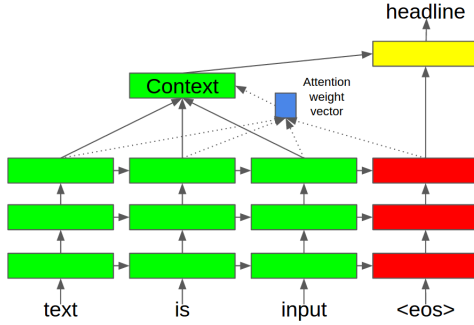 headline
Context
Attention
weight
vector
text is input <eos>